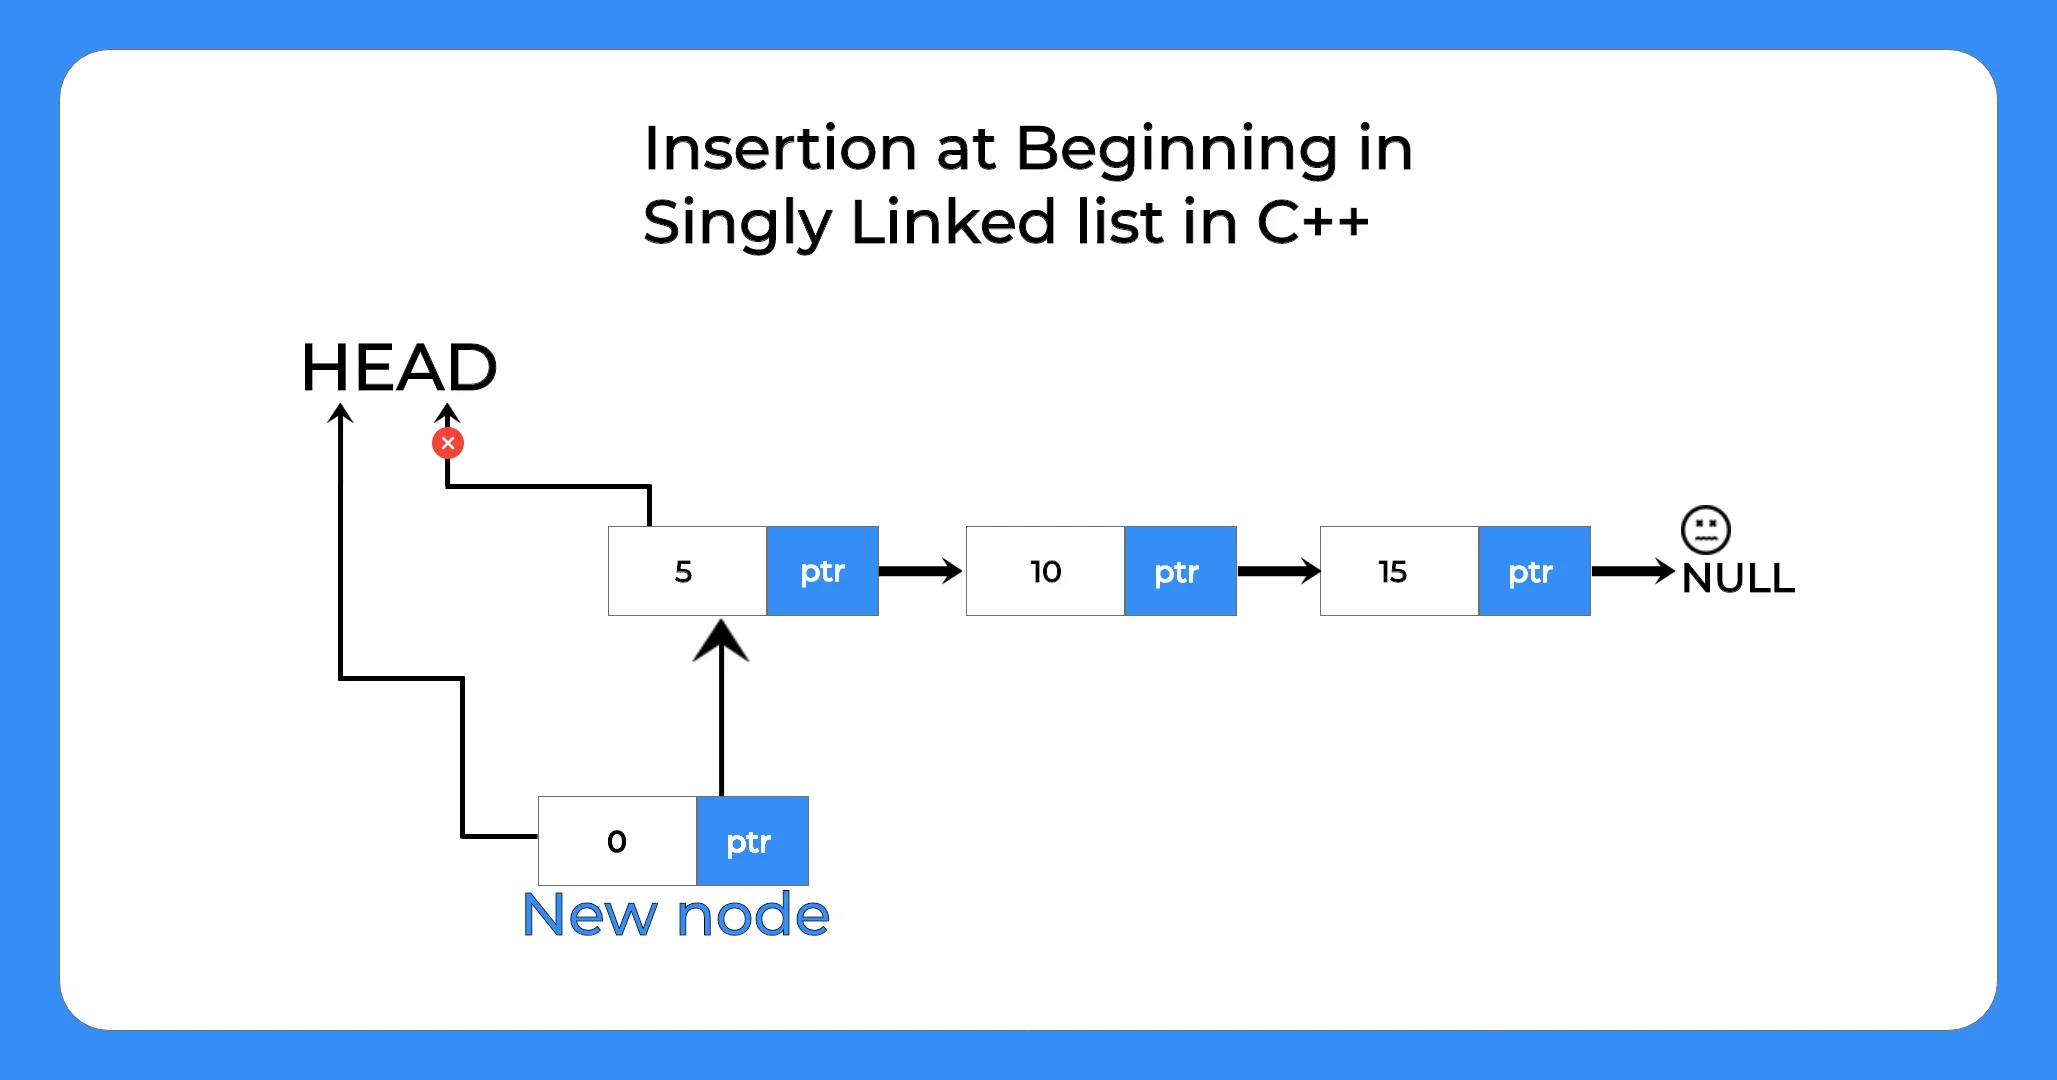 Insertion at Beginning in
Singly Linked list in C++
HEAD
5 ptr 10 ptr 15 ptr NULL
0 ptr
New node